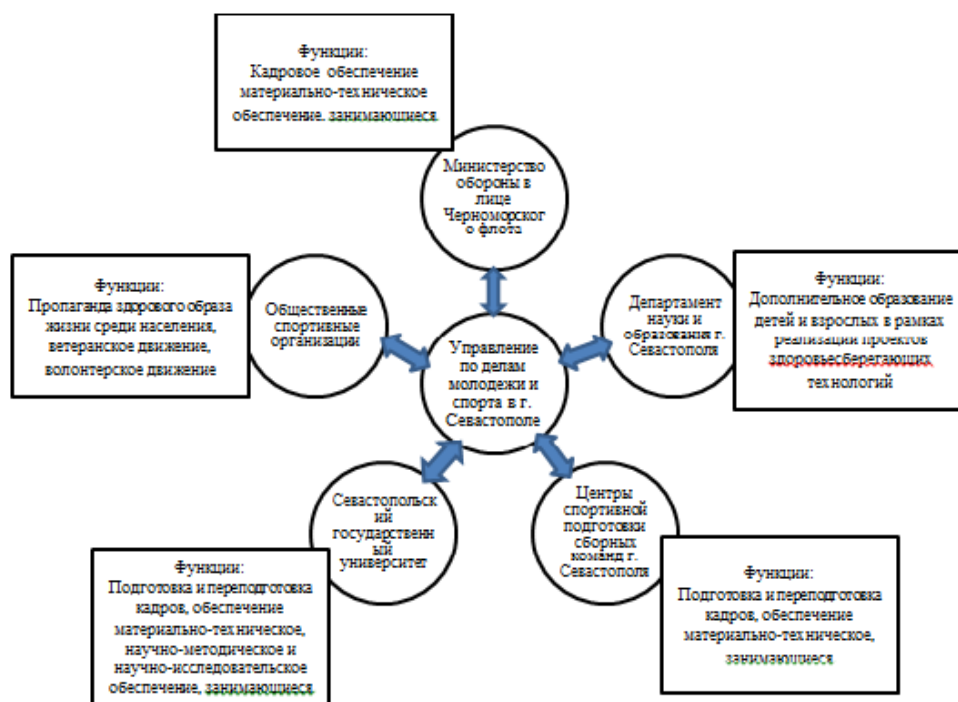 Функции:
Кадровое обеспечение
материально-техническое
обеспечение. занимающиеся
Министерство
обороны в
лице
Черноморског
о флота
Функции:
Пропаганда здорового образа
жизни среди населения,
ветеранское движение,
волонтерское движение
Общественные
спортивные
организации
Департамент
науки и
образования г.
Севастополя
Функции:
Дополнительное образование
детей и взрослых в рамках
реализации проектов
здоровьесберегающих
технологий
Управление
по делам
молодежи и
спорта в г.
Севастополе
Севастопольск
ий
государственн
ый
университет
Центры
спортивной
подготовки
сборных
команд г.
Севастополя
Функции:
Подготовка и переподготовка
кадров, обеспечение
материально-техническое,
научно-методическое и
научно-исследовательское
обеспечение, занимающиеся
Функции:
Подготовка и переподготовка
кадров, обеспечение
материально-техническое,
занимающиеся